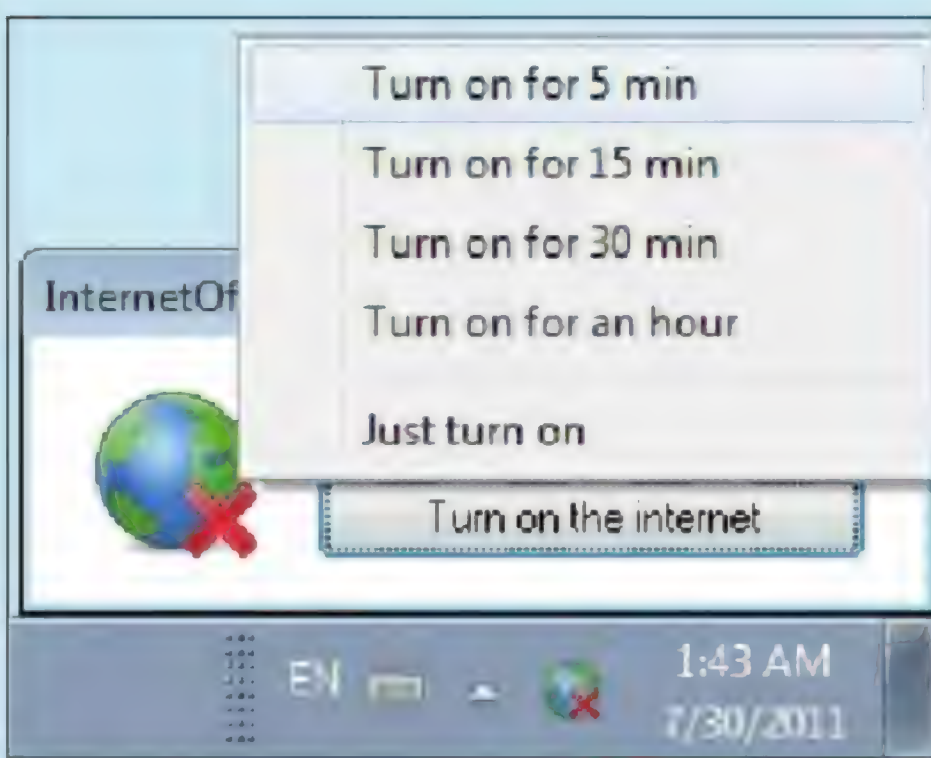 Turn on for 5 min
Turn on for 15 min
Turn on for 30 min
InternetOf
Turn on for an hour
Just turn on
Turn on the internet
EN
1:43 AM
7/30/2011